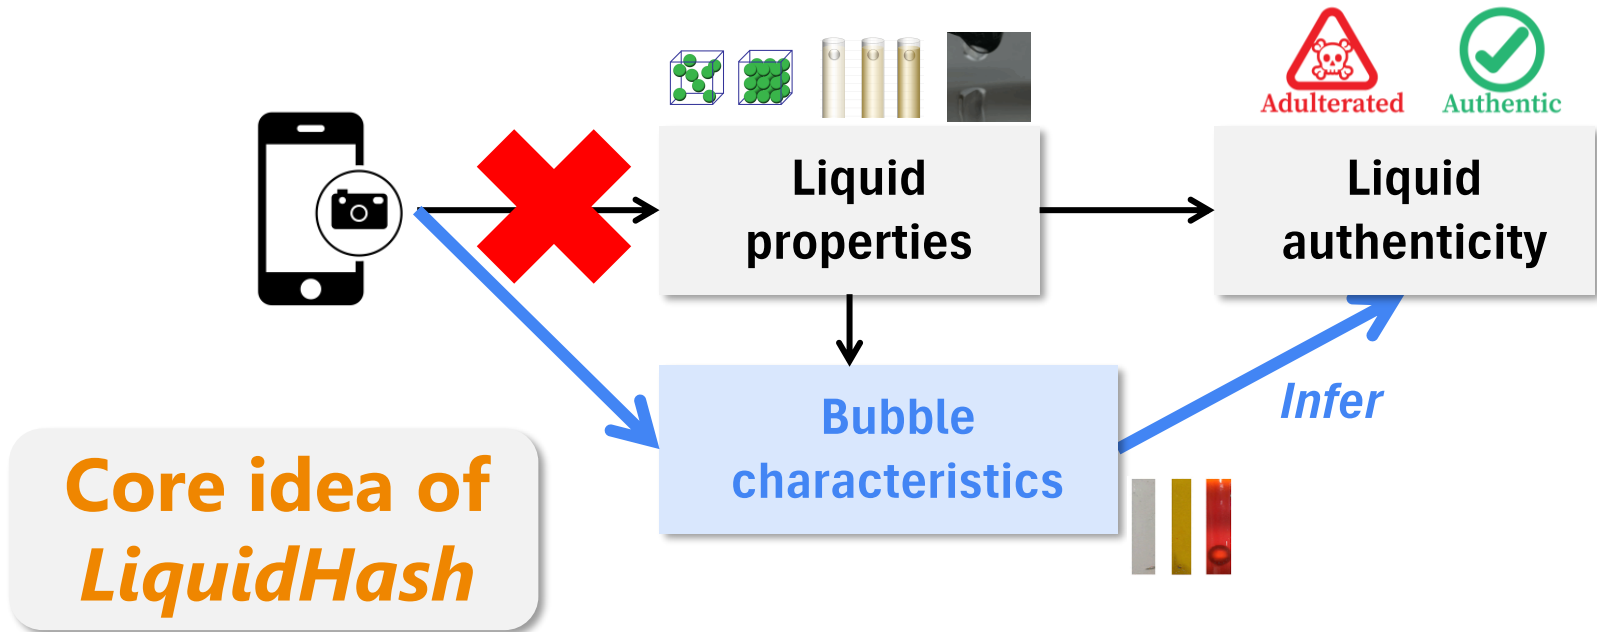 Adulterated
Authentic
Liquid
properties
Liquid
authenticity
Bubble
characteristics
Infer
Core idea of
LiquidHash